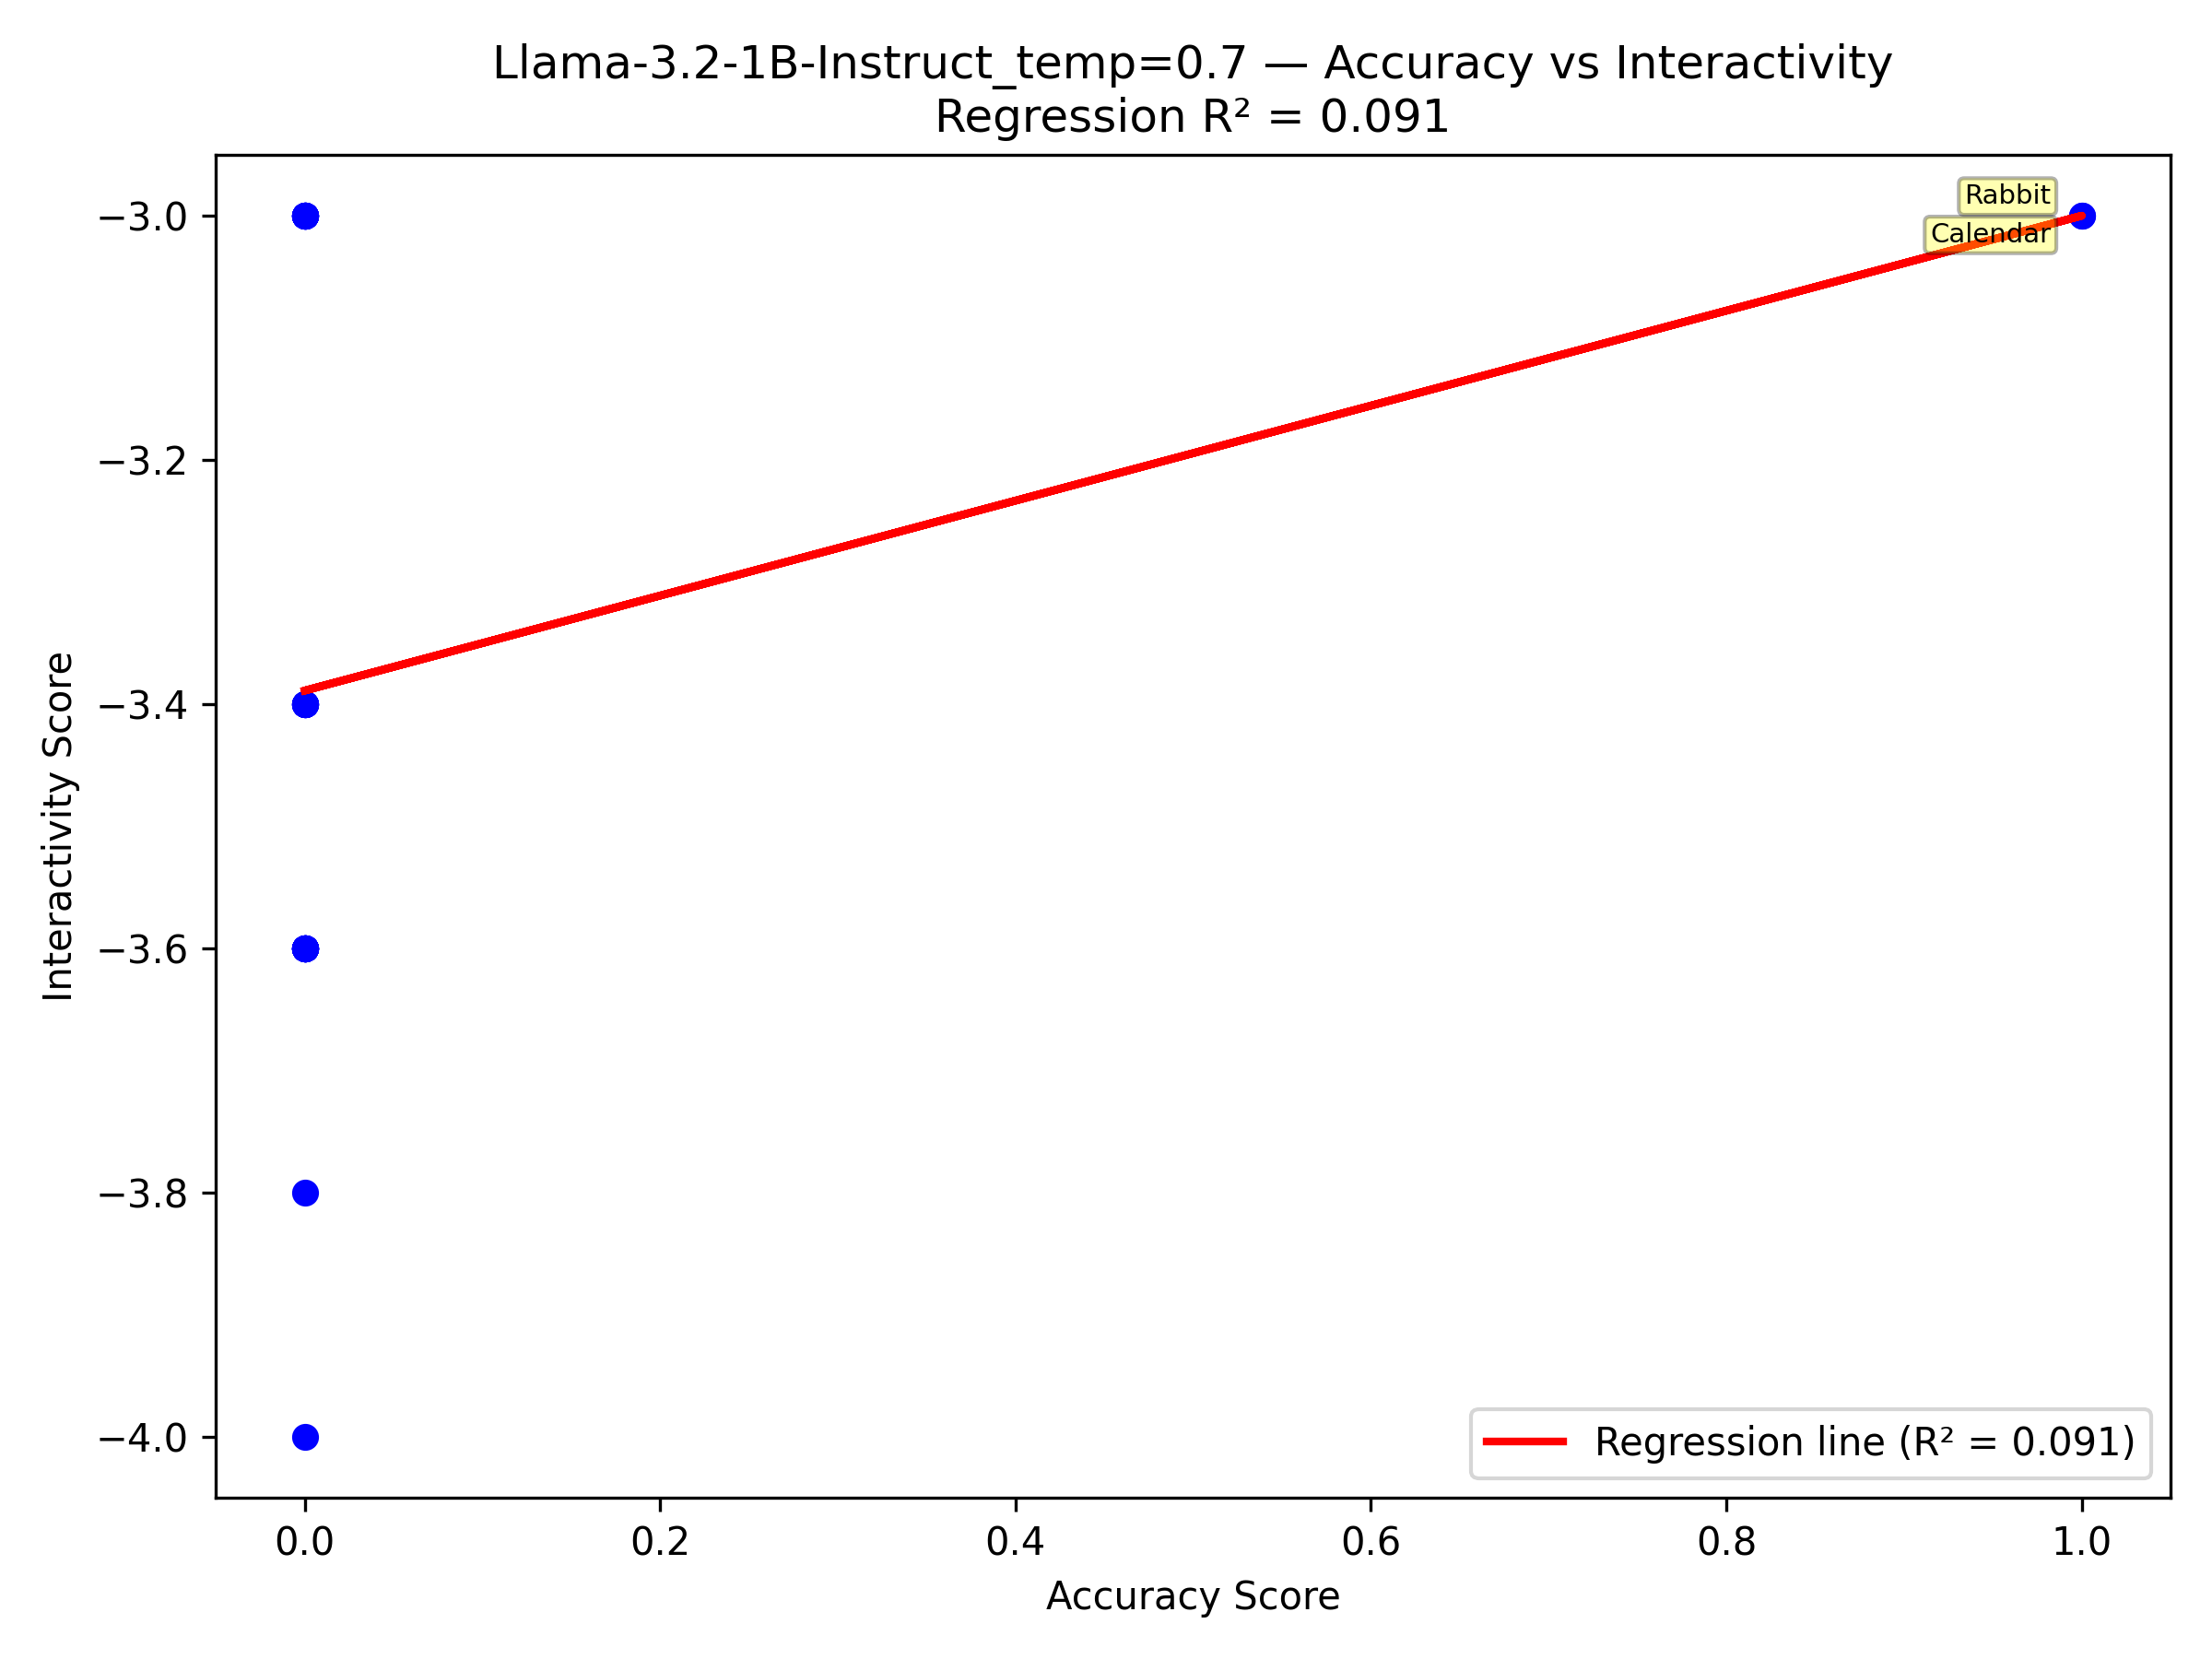 Llama-3.2-1B-Instruct_temp=0.7 — Accuracy vs Interactivity
Regression R² = 0.091
Rabbit
Calendar
Interactivity Score
−3.0
−3.2
−3.4
−3.6
−3.8
−4.0
Regression line (R² = 0.091)
0.0 0.2 0.4 0.6 0.8 1.0
Accuracy Score